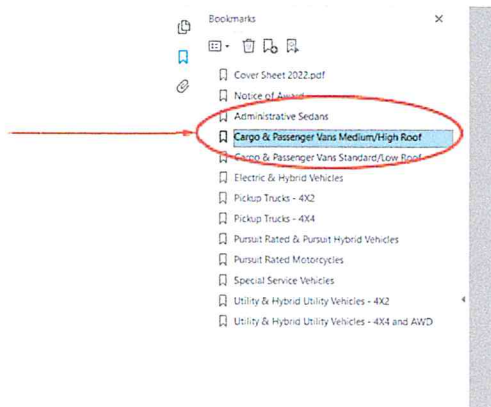 Bookmarks
Cover Sheet 2022.pdf
Notice of Award
Administrative Sedans
Cargo & Passenger Vans Medium/High Roof
Cargo & Passenger Vans Standard/Low Roof
Electric & Hybrid Vehicles
Pickup Trucks - 4X2
Pickup Trucks - 4X4
Pursuit Rated & Pursuit Hybrid Vehicles
Pursuit Rated Motorcycles
Special Service Vehicles
Utility & Hybrid Utility Vehicles - 4X2
Utility & Hybrid Utility Vehicles - 4X4 and AWD